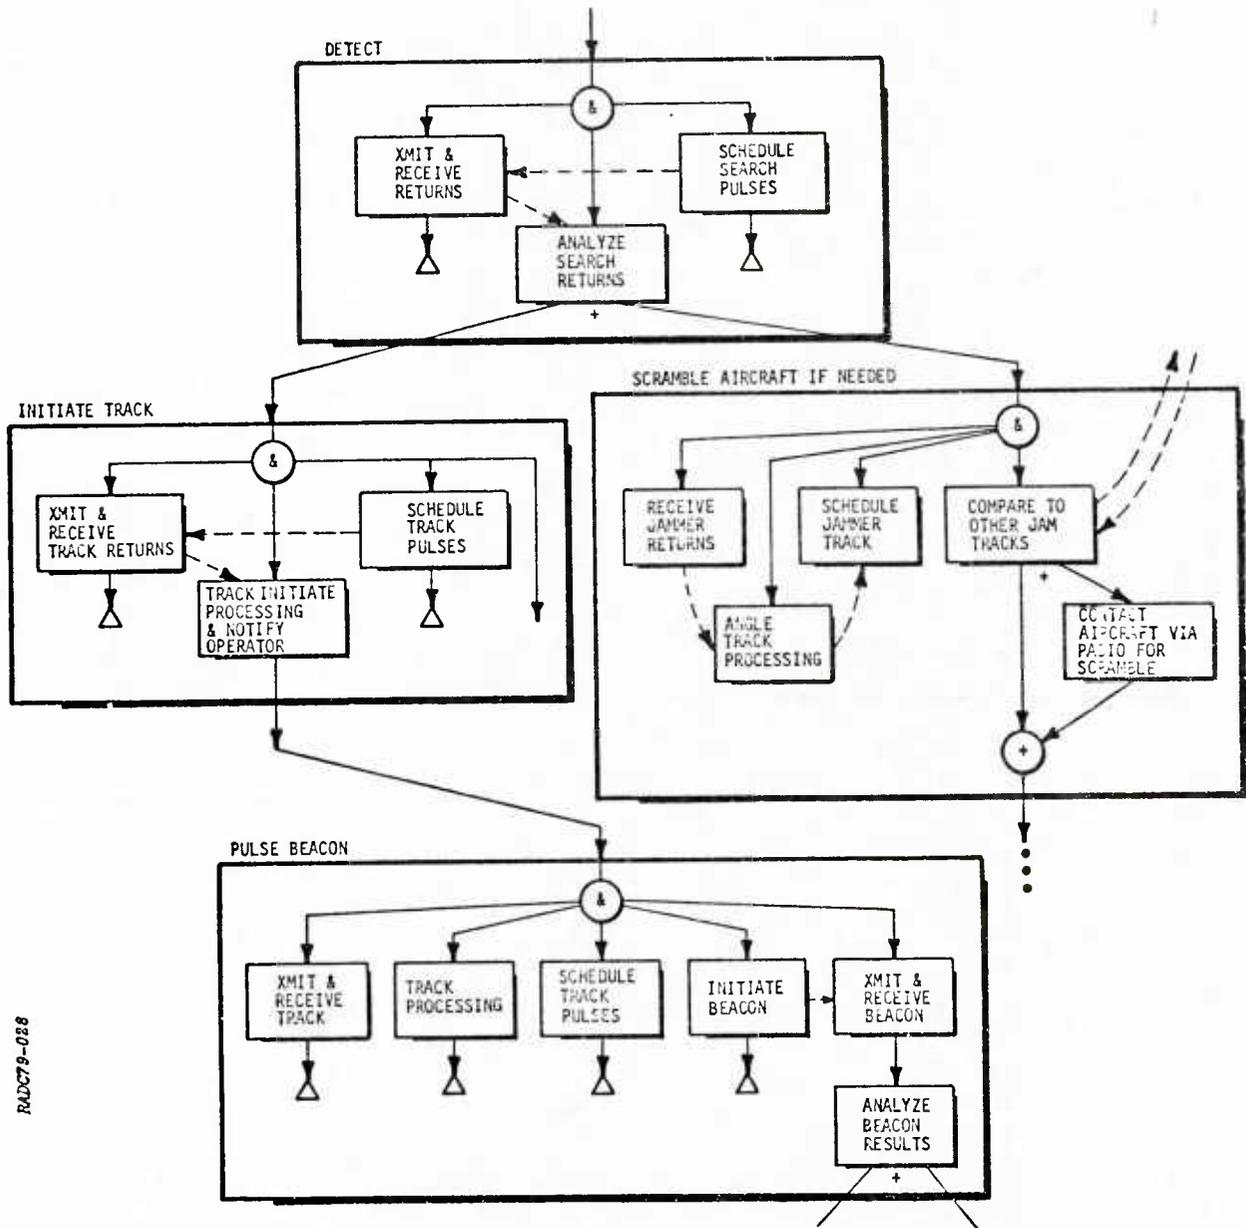 DETECT
&
XMIT &
RECEIVE
RETURNS
SCHEDULE
SEARCH
PULSES
ANALYZE
SEARCH
RETURNS
+
INITIATE TRACK
&
XMIT &
RECEIVE
TRACK RETURNS
SCHEDULE
TRACK
PULSES
TRACK INITIATE
PROCESSING
& NOTIFY
OPERATOR
SCRAMBLE AIRCRAFT IF NEEDED
&
RECEIVE
JAMMER
RETURNS
SCHEDULE
JAMMER
TRACK
COMPARE TO
OTHER JAM
TRACKS
+
ANGLE
TRACK
PROCESSING
CONTACT
AIRCRAFT VIA
RADIO FOR
SCRAMBLE
+
PULSE BEACON
&
XMIT &
RECEIVE
TRACK
TRACK
PROCESSING
SCHEDULE
TRACK
PULSES
INITIATE
BEACON
XMIT &
RECEIVE
BEACON
ANALYZE
BEACON
RESULTS
+
RADC79-028